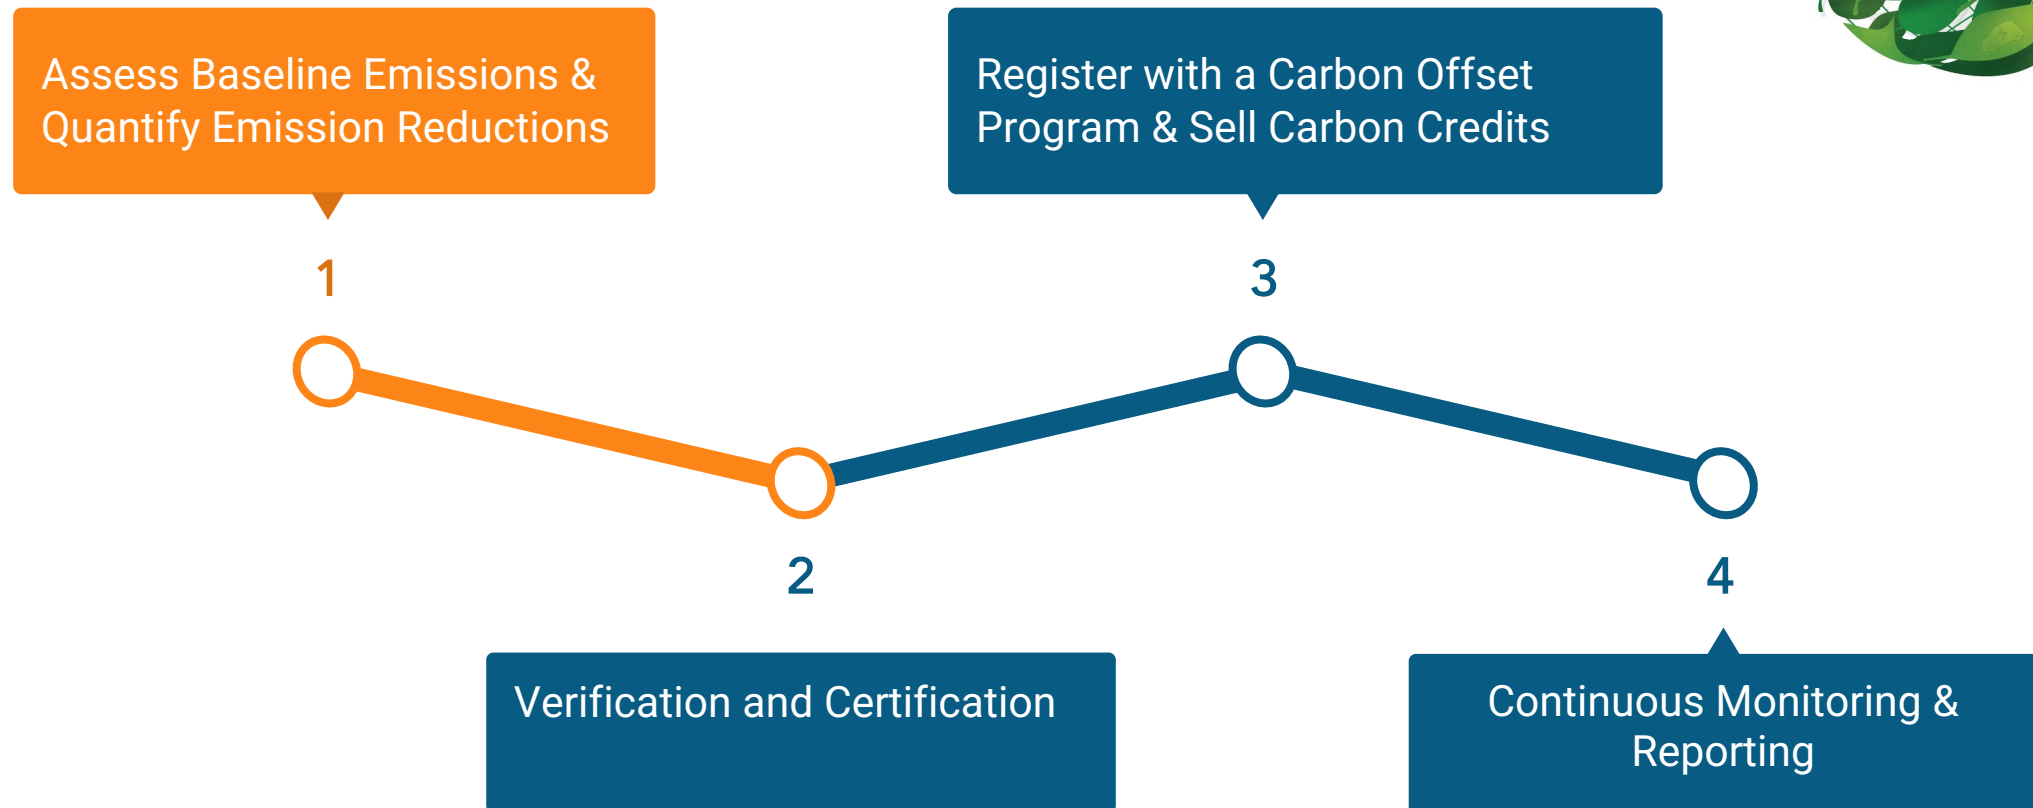 Assess Baseline Emissions &
Quantify Emission Reductions
1
Verification and Certification
2
Register with a Carbon Offset
Program & Sell Carbon Credits
3
Continuous Monitoring &
Reporting
4